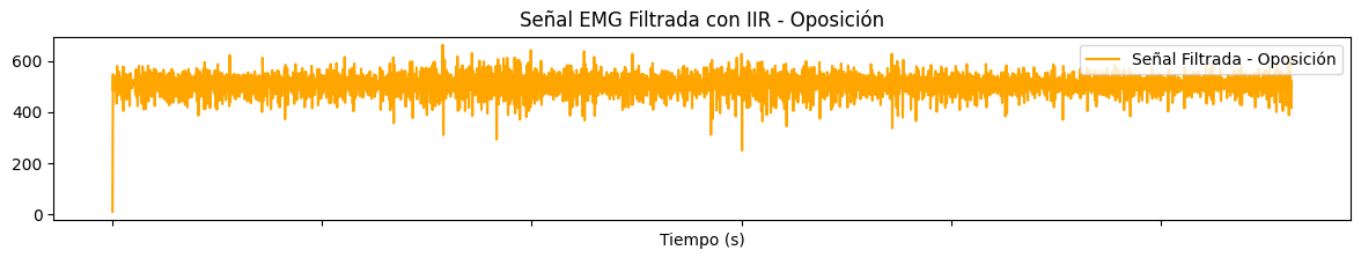 Señal EMG Filtrada con IIR - Oposición
Señal Filtrada - Oposición
600
400
200
0
Tiempo (s)